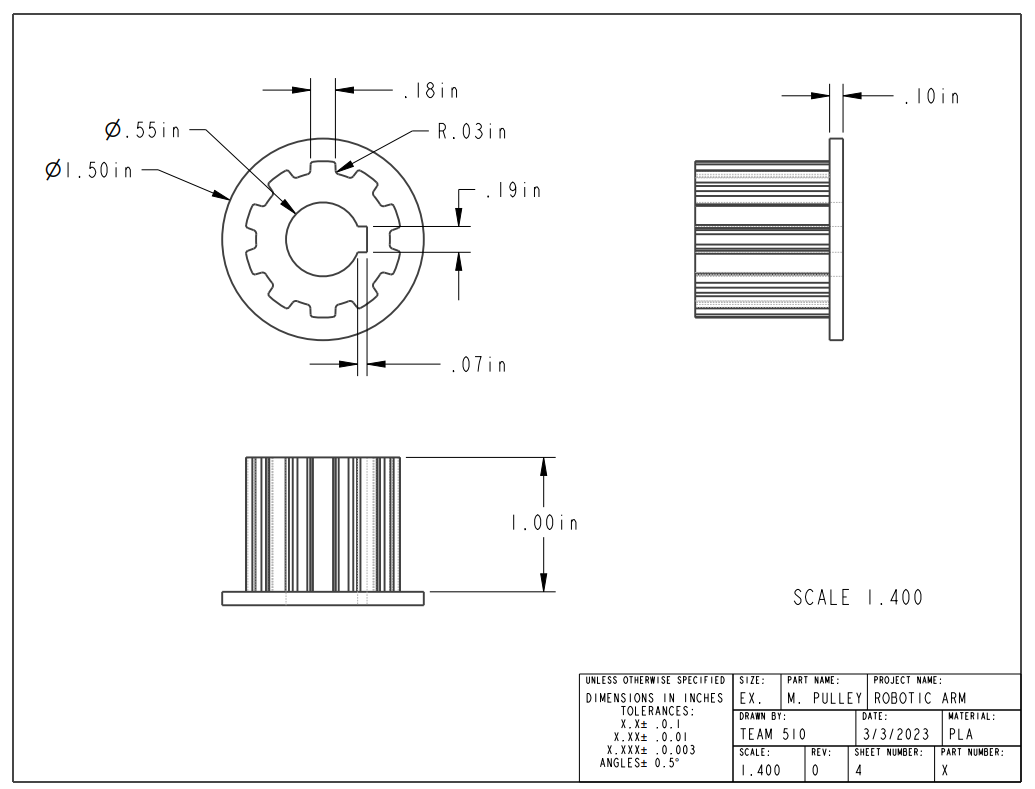 .18in
Ø.55in
R.03in
Ø1.50in
.19in
.10in
.07in
1.00in
SCALE 1.400
UNLESS OTHERWISE SPECIFIED
DIMENSIONS IN INCHES
TOLERANCES:
X.X± .0.1
X.XX± .0.01
X.XXX± .0.003
ANGLES± 0.5°
SIZE: PART NAME: PROJECT NAME:
EX. M. PULLEY ROBOTIC ARM
DRAWN BY: DATE: MATERIAL:
TEAM 510 3/3/2023 PLA
SCALE: REV: SHEET NUMBER: PART NUMBER:
1.400 0 4 X